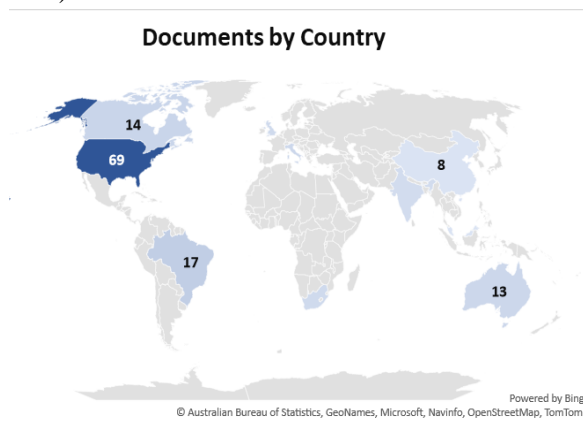 Documents by Country
14
69
8
17
13
Powered by Bing
© Australian Bureau of Statistics, GeoNames, Microsoft, Navinfo, OpenStreetMap, TomTom